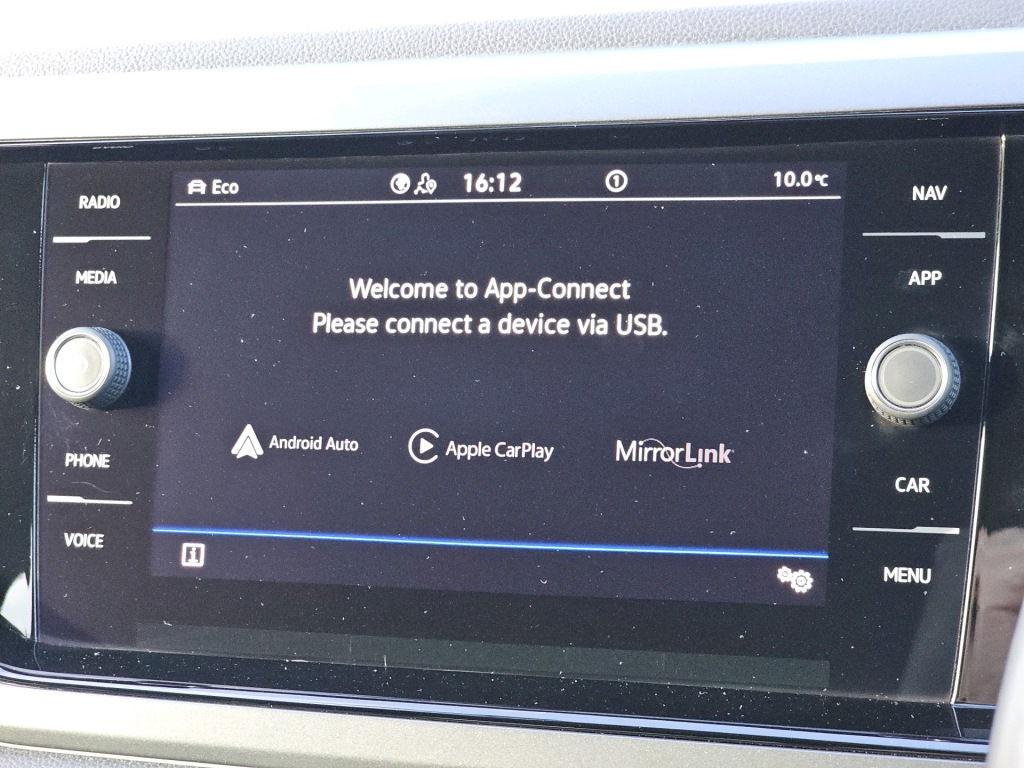 RADIO
MEDIA
PHONE
VOICE
Eco
16:12
1
10.0°C
Welcome to App-Connect
Please connect a device via USB.
Android Auto
Apple CarPlay
MirrorLink
i
NAV
APP
CAR
MENU